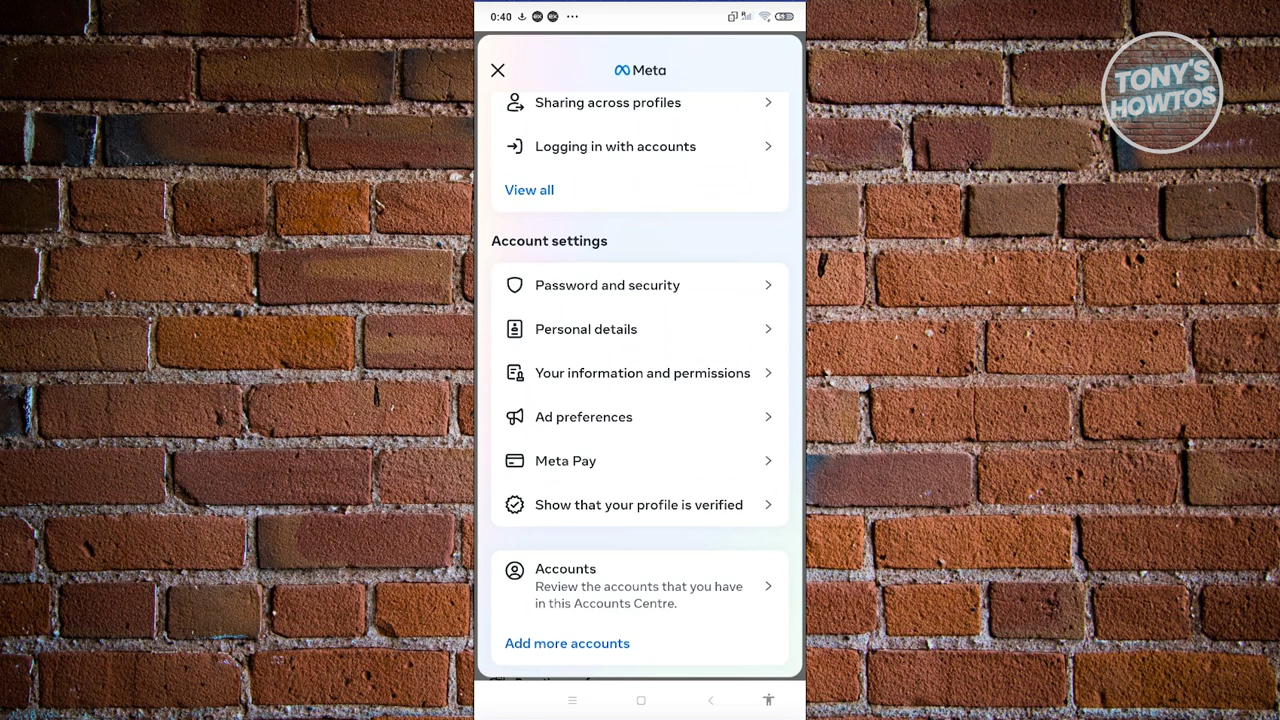 0:40
TONY'S
HOWTOS
Meta
Sharing across profiles
Logging in with accounts
View all
Account settings
Password and security
Personal details
Your information and permissions
Ad preferences
Meta Pay
Show that your profile is verified
Accounts
Review the accounts that you have
in this Accounts Centre.
Add more accounts